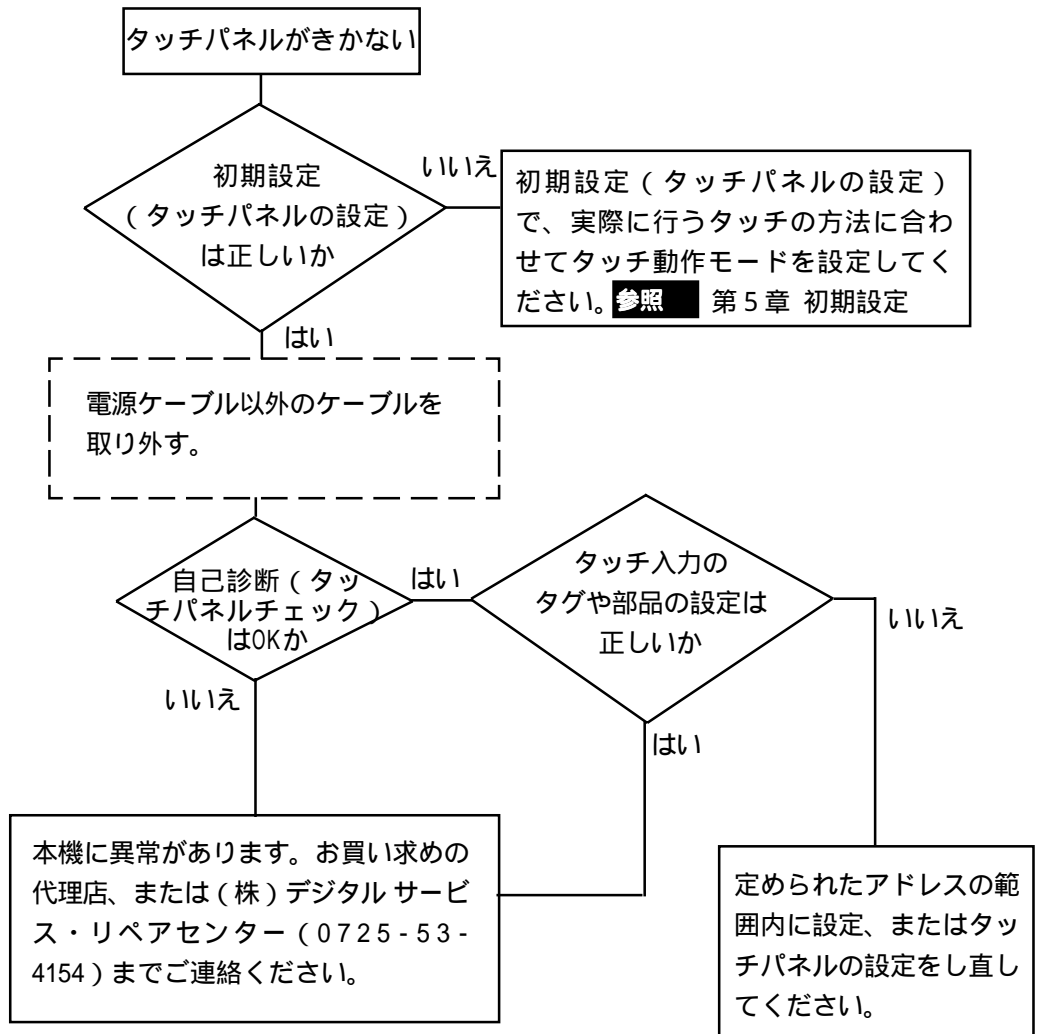 タッチパネルがきかない
初期設定
(タッチパネルの設定)
は正しいか
いいえ
初期設定(タッチパネルの設定)
で、実際に行うタッチの方法に合わ
せてタッチ動作モードを設定してく
ださい。参照 第5章 初期設定
はい
電源ケーブル以外のケーブルを
取り外す。
自己診断(タッ
チパネルチェック)
はOKか
はい
タッチ入力の
タグや部品の設定は
正しいか
いいえ
いいえ
はい
本機に異常があります。お買い求めの
代理店、または(株)デジタル サービ
ス・リペアセンター(0725-53-
4154)までご連絡ください。
定められたアドレスの範
囲内に設定、またはタッ
チパネルの設定をし直し
てください。